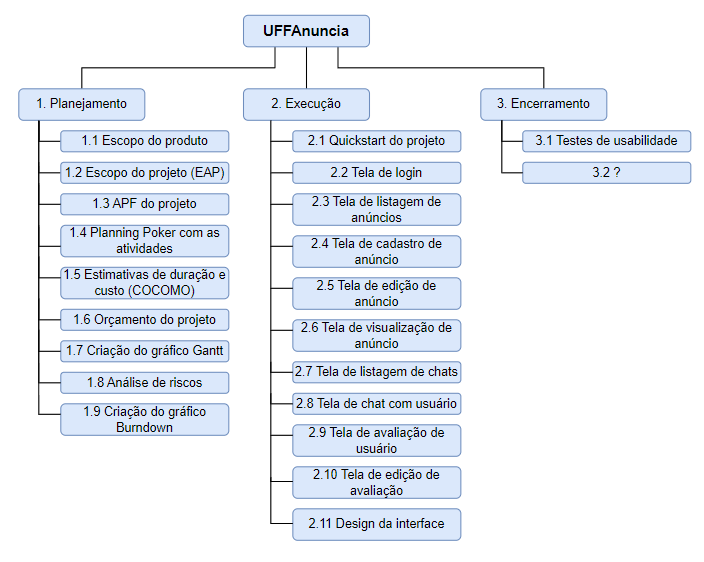 UFFAnuncia
1. Planejamento
1.1 Escopo do produto
1.2 Escopo do projeto (EAP)
1.3 APF do projeto
1.4 Planning Poker com as
atividades
1.5 Estimativas de duração e
custo (COCOMO)
1.6 Orçamento do projeto
1.7 Criação do gráfico Gantt
1.8 Análise de riscos
1.9 Criação do gráfico
Burndown
2. Execução
2.1 Quickstart do projeto
2.2 Tela de login
2.3 Tela de listagem de
anúncios
2.4 Tela de cadastro de
anúncio
2.5 Tela de edição de
anúncio
2.6 Tela de visualização de
anúncio
2.7 Tela de listagem de chats
2.8 Tela de chat com usuário
2.9 Tela de avaliação de
usuário
2.10 Tela de edição de
avaliação
2.11 Design da interface
3. Encerramento
3.1 Testes de usabilidade
3.2 ?